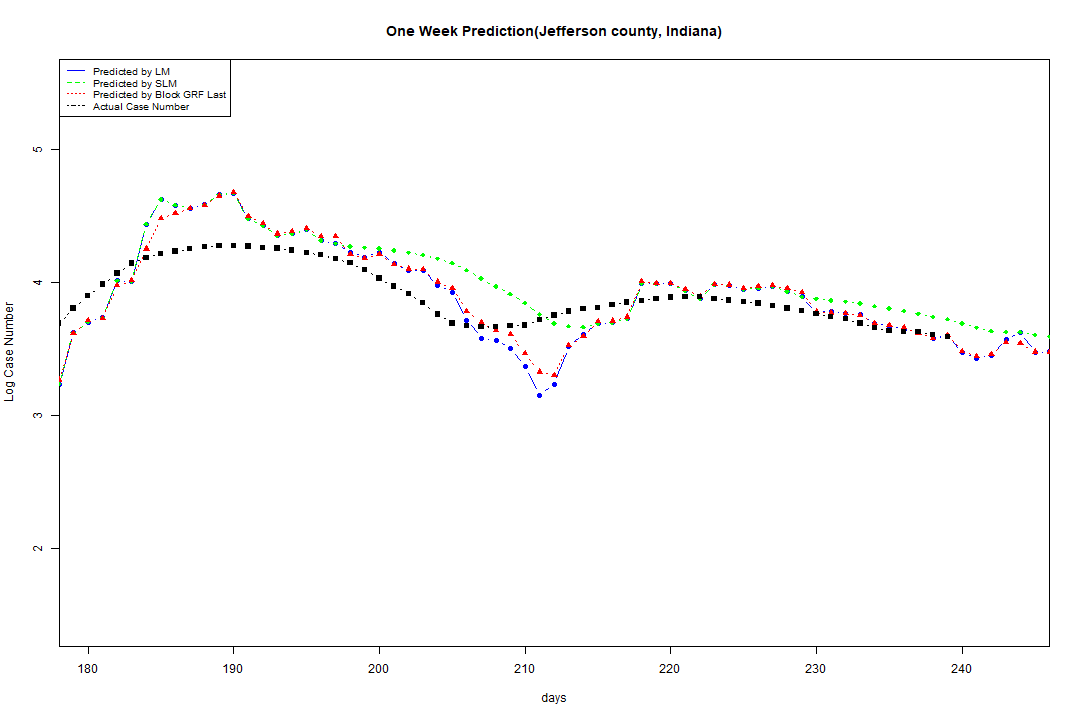 One Week Prediction(Jefferson county, Indiana)
Predicted by LM
Predicted by SLM
Predicted by Block GRF Last
Actual Case Number
5
4
3
2
Log Case Number
180 190 200 210 220 230 240
days